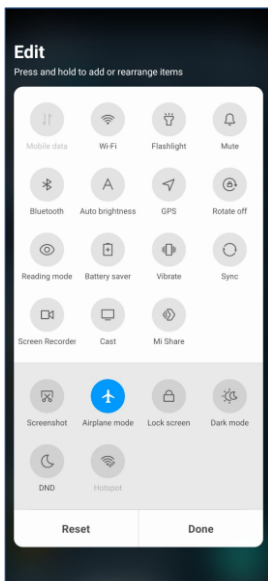 Edit
Press and hold to add or rearrange items
Mobile data Wi-Fi Flashlight Mute
Bluetooth Auto brightness GPS Rotate off
Reading mode Battery saver Vibrate Sync
Screen Recorder Cast Mi Share
Screenshot Airplane mode Lock screen Dark mode
DND Hotspot
Reset Done